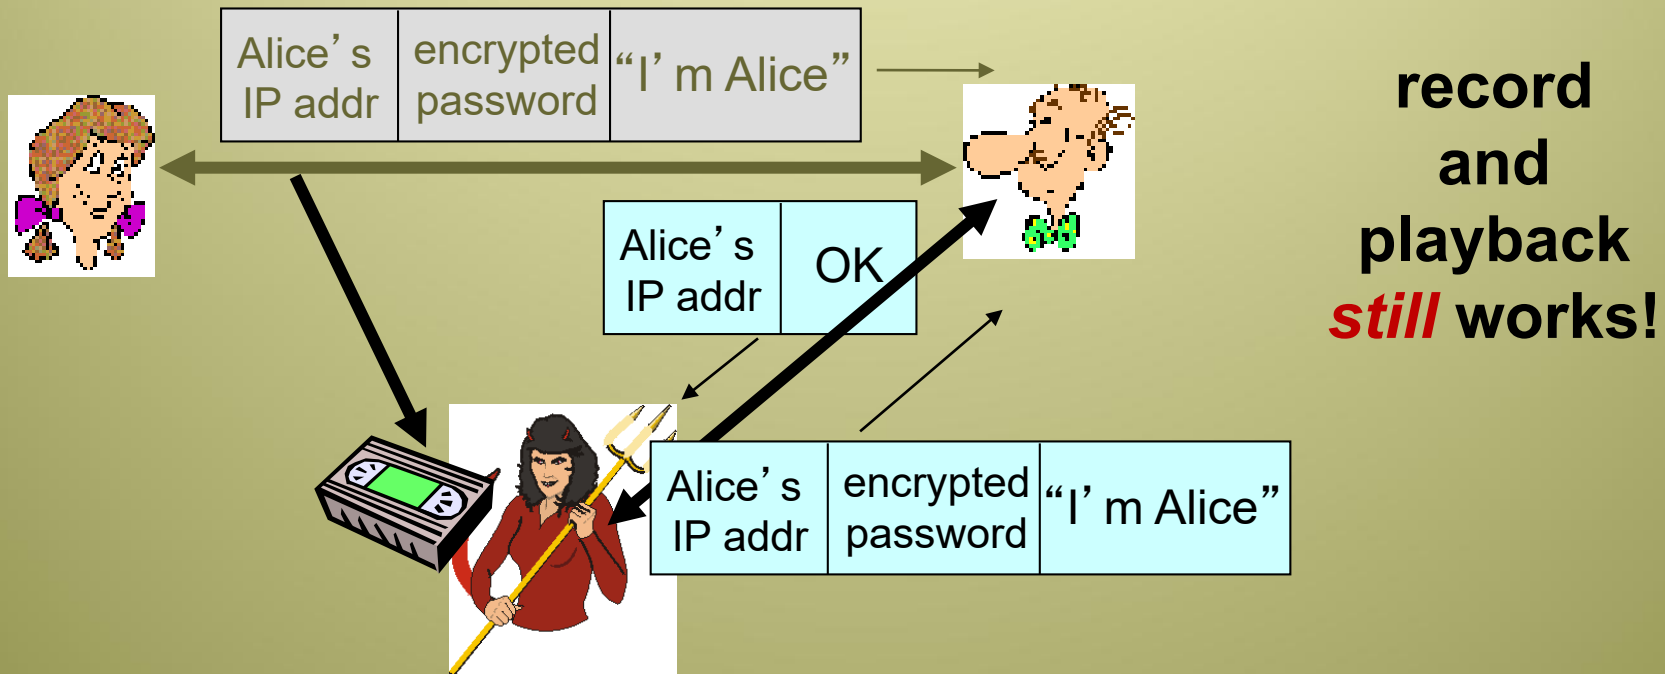 Alice’s
IP addr
encrypted
password
“I’m Alice”
record
and
playback
still works!
Alice’s
IP addr
OK
Alice’s
IP addr
encrypted
password
“I’m Alice”